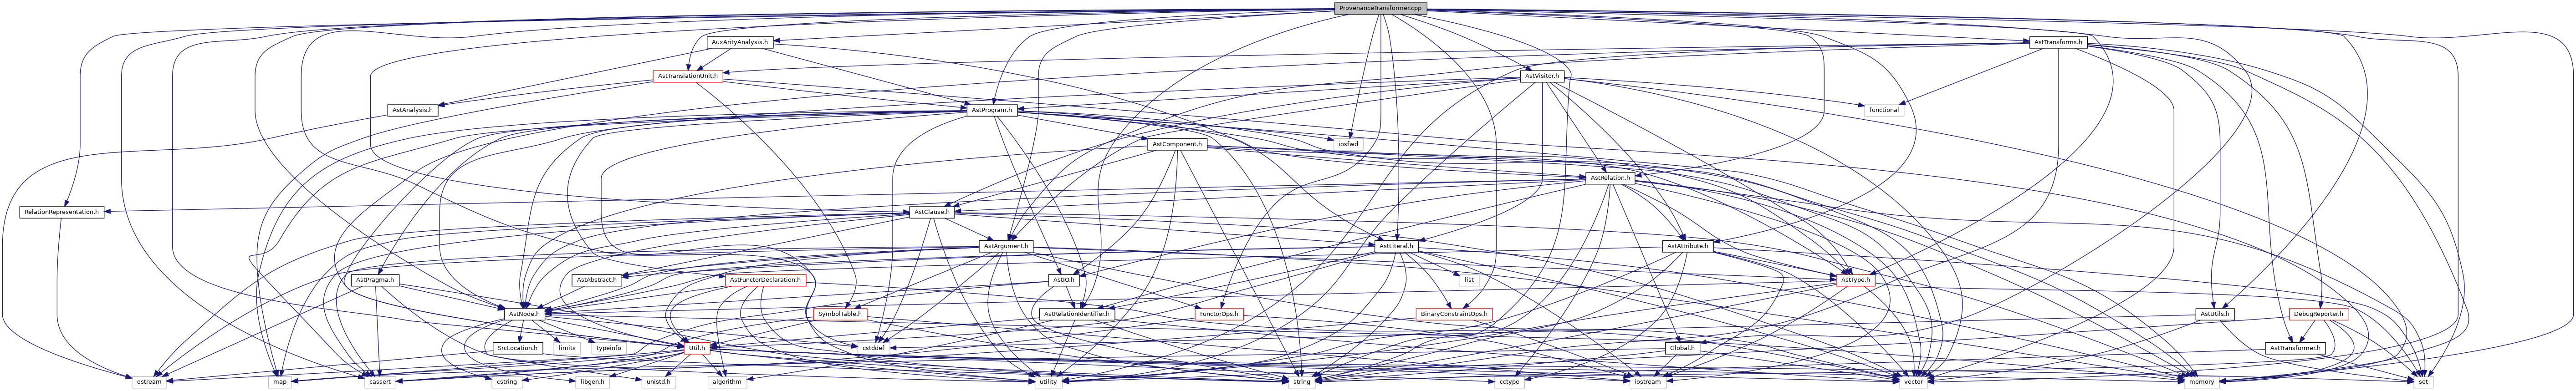 ProvenanceTransformer.cpp
AuxArityAnalysis.h
AstTransforms.h
AstTranslationUnit.h
AstVisitor.h
AstAnalysis.h
AstProgram.h
functional
AstComponent.h
iosfwd
AstRelation.h
RelationRepresentation.h
AstClause.h
AstArgument.h
AstLiteral.h
AstAttribute.h
AstPragma.h
AstFunctorDeclaration.h
AstAbstract.h
AstIO.h
list
AstType.h
AstNode.h
SymbolTable.h
AstRelationIdentifier.h
FunctorOps.h
BinaryConstraintOps.h
AstUtils.h
DebugReporter.h
SrcLocation.h
limits
typeinfo
Util.h
cstddef
Global.h
AstTransformer.h
ostream
map
cassert
cstring
libgen.h
unistd.h
algorithm
utility
string
cctype
iostream
vector
memory
set